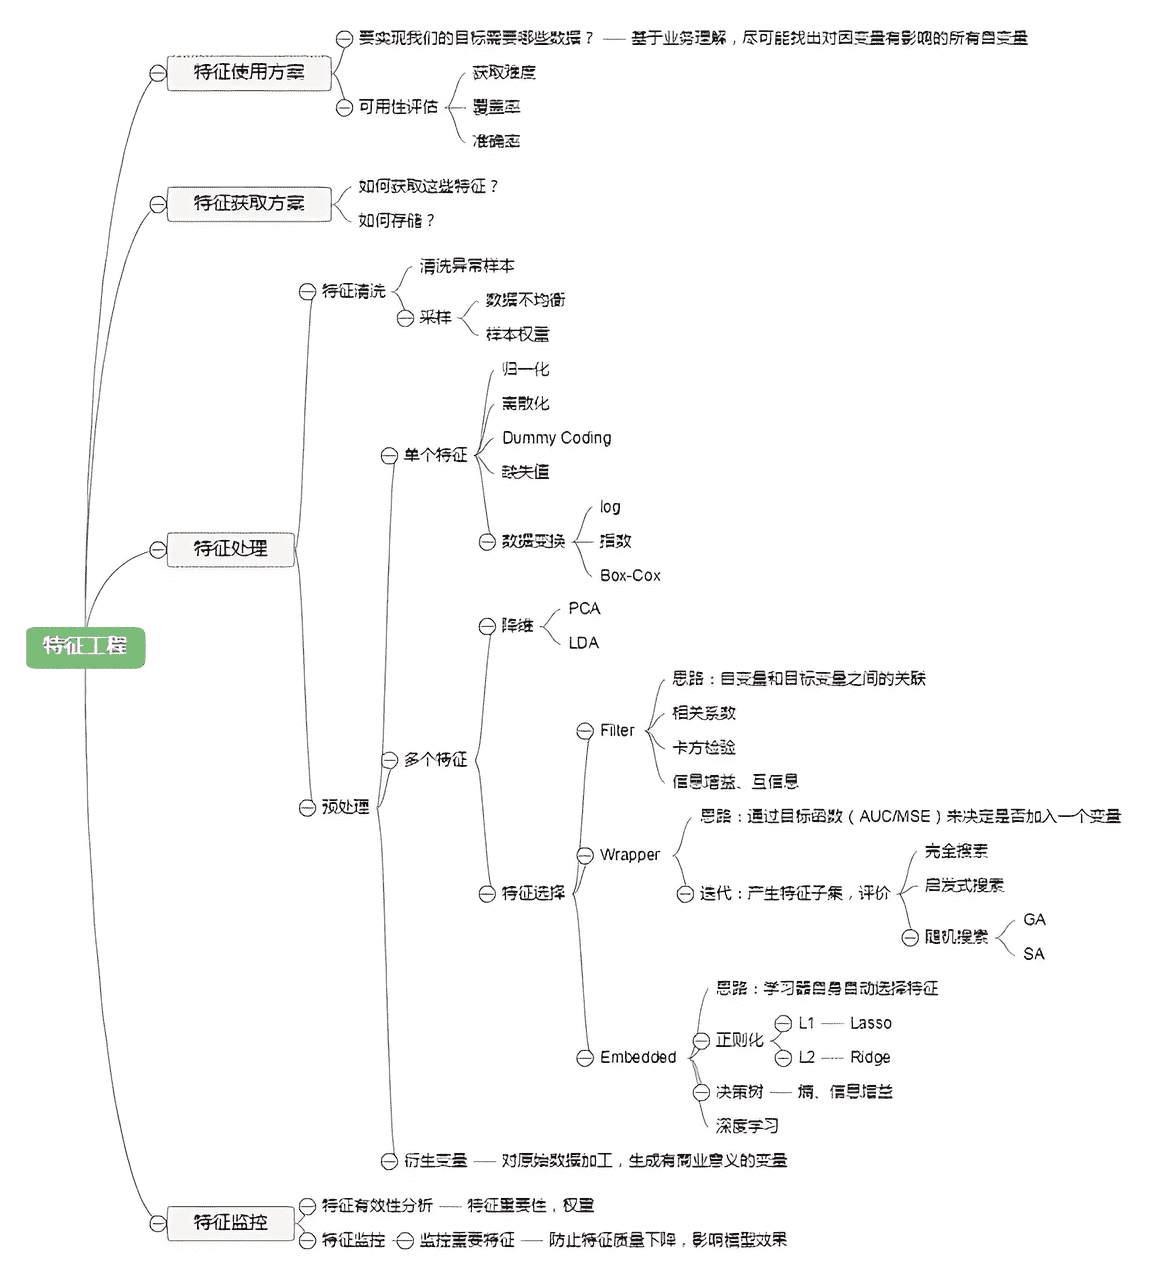 要实现我们的目标需要哪些数据？ — 基于业务理解，尽可能找出对因变量有影响的所有自变量
特征使用方案
获取难度
可用性评估
覆盖率
准确率
如何获取这些特征？
特征获取方案
如何存储？
清洗异常样本
特征清洗
数据不均衡
采样
样本权重
归一化
离散化
Dummy Coding
单个特征
缺失值
log
数据变换
指数
特征处理
Box-Cox
PCA
降维
LDA
特征工程
思路：自变量和目标变量之间的关联
相关系数
Filter
卡方检验
多个特征
信息增益、互信息
预处理
思路：通过目标函数（AUC/MSE）来决定是否加入一个变量
Wrapper
完全搜索
启发式搜索
特征选择
迭代：产生特征子集，评价
GA
随机搜索
SA
思路：学习器自身自动选择特征
L1 — Lasso
正则化
L2 — Ridge
Embedded
决策树 — 熵、信息增益
深度学习
衍生变量 — 对原始数据加工，生成有商业意义的变量
特征有效性分析 — 特征重要性，权重
特征监控
特征监控 — 监控重要特征 — 防止特征质量下降，影响模型效果